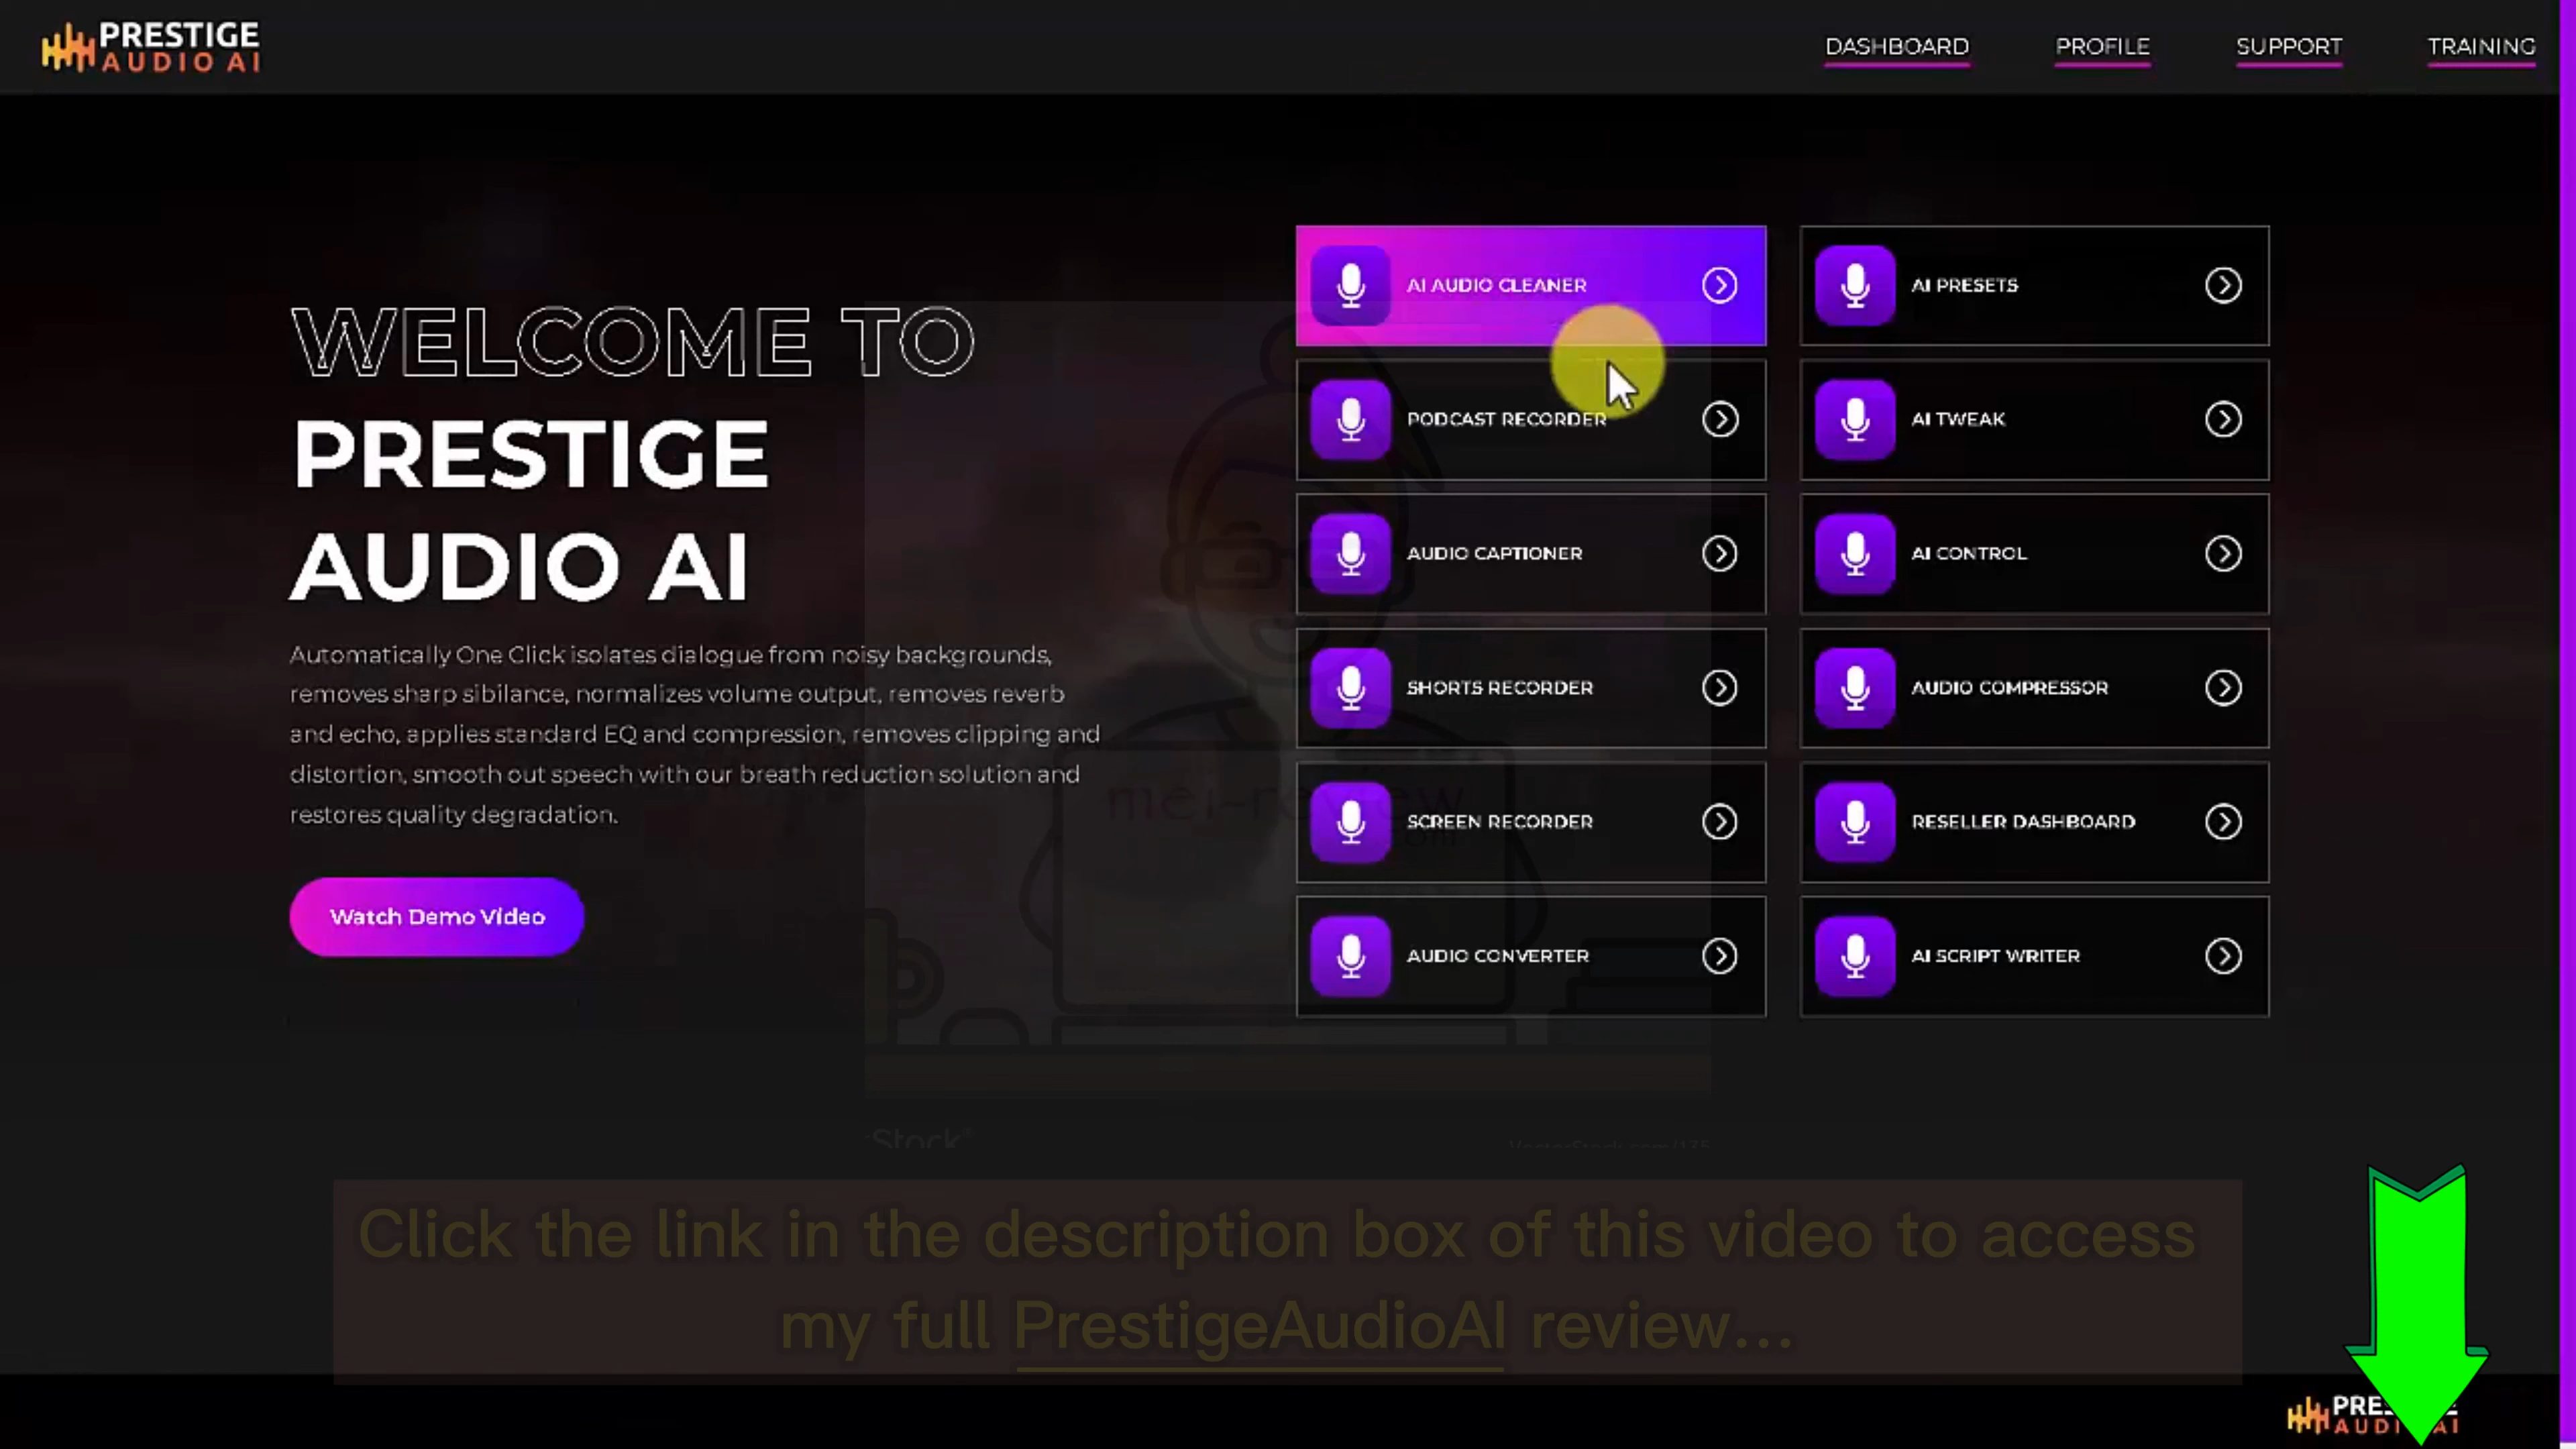 PRESTIGE
AUDIO AI
DASHBOARD
PROFILE
SUPPORT
TRAINING
WELCOME TO
PRESTIGE
AUDIO AI
Automatically One Click isolates dialogue from noisy backgrounds,
removes sharp sibilance, normalizes volume output, removes reverb
and echo, applies standard EQ and compression, removes clipping and
distortion, smooth out speech with our breath reduction solution and
restores quality degradation.
Watch Demo Video
AI AUDIO CLEANER
AI PRESETS
PODCAST RECORDER
AI TWEAK
AUDIO CAPTIONER
AI CONTROL
SHORTS RECORDER
AUDIO COMPRESSOR
SCREEN RECORDER
RESELLER DASHBOARD
AUDIO CONVERTER
AI SCRIPT WRITER
mei-review
.com
Click the link in the description box of this video to access
my full PrestigeAudioAI review...